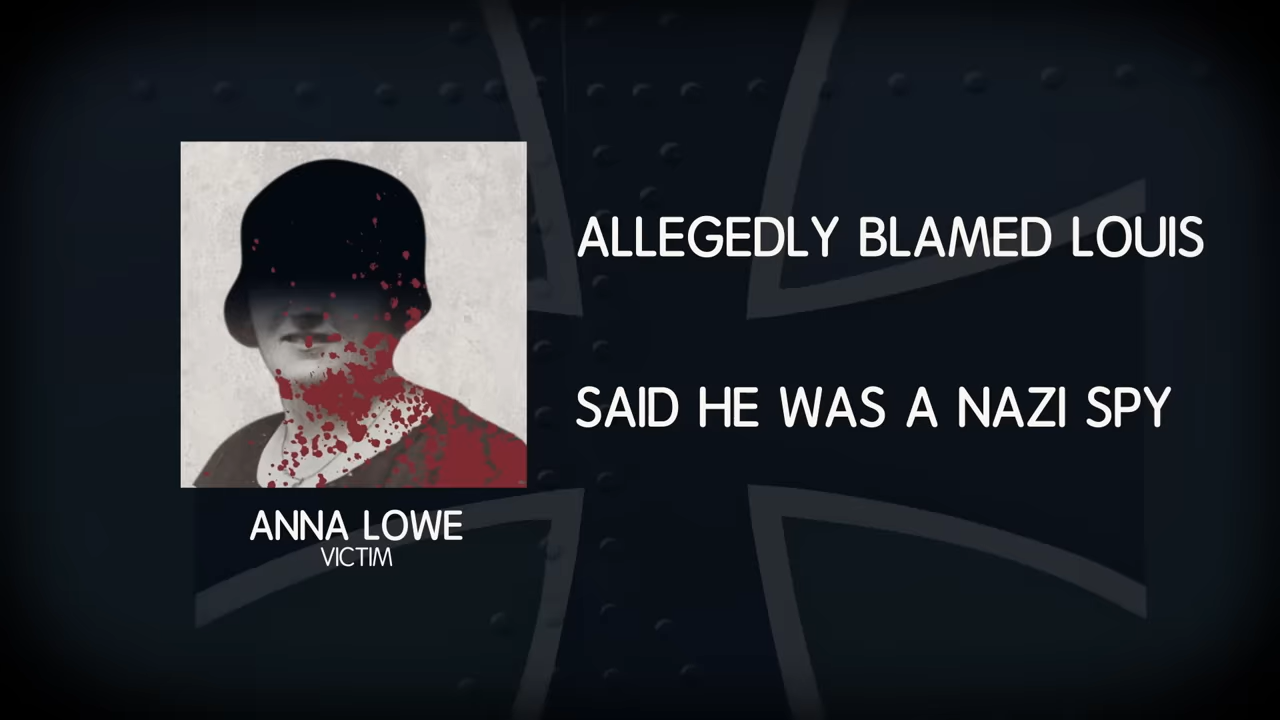 ALLEGEDLY BLAMED LOUIS
SAID HE WAS A NAZI SPY
ANNA LOWE
VICTIM